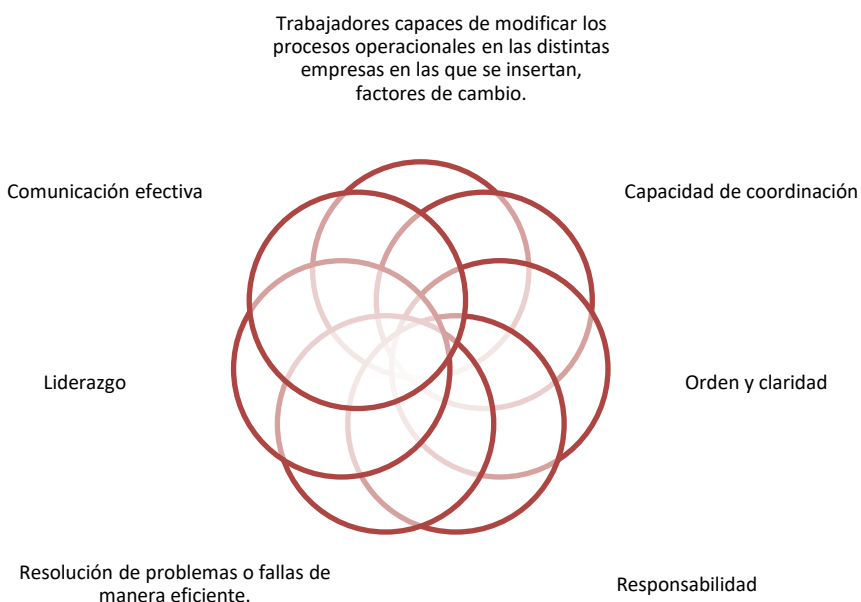 Trabajadores capaces de modificar los
procesos operacionales en las distintas
empresas en las que se insertan,
factores de cambio.
Comunicación efectiva
Capacidad de coordinación
Liderazgo
Orden y claridad
Resolución de problemas o fallas de
manera eficiente.
Responsabilidad